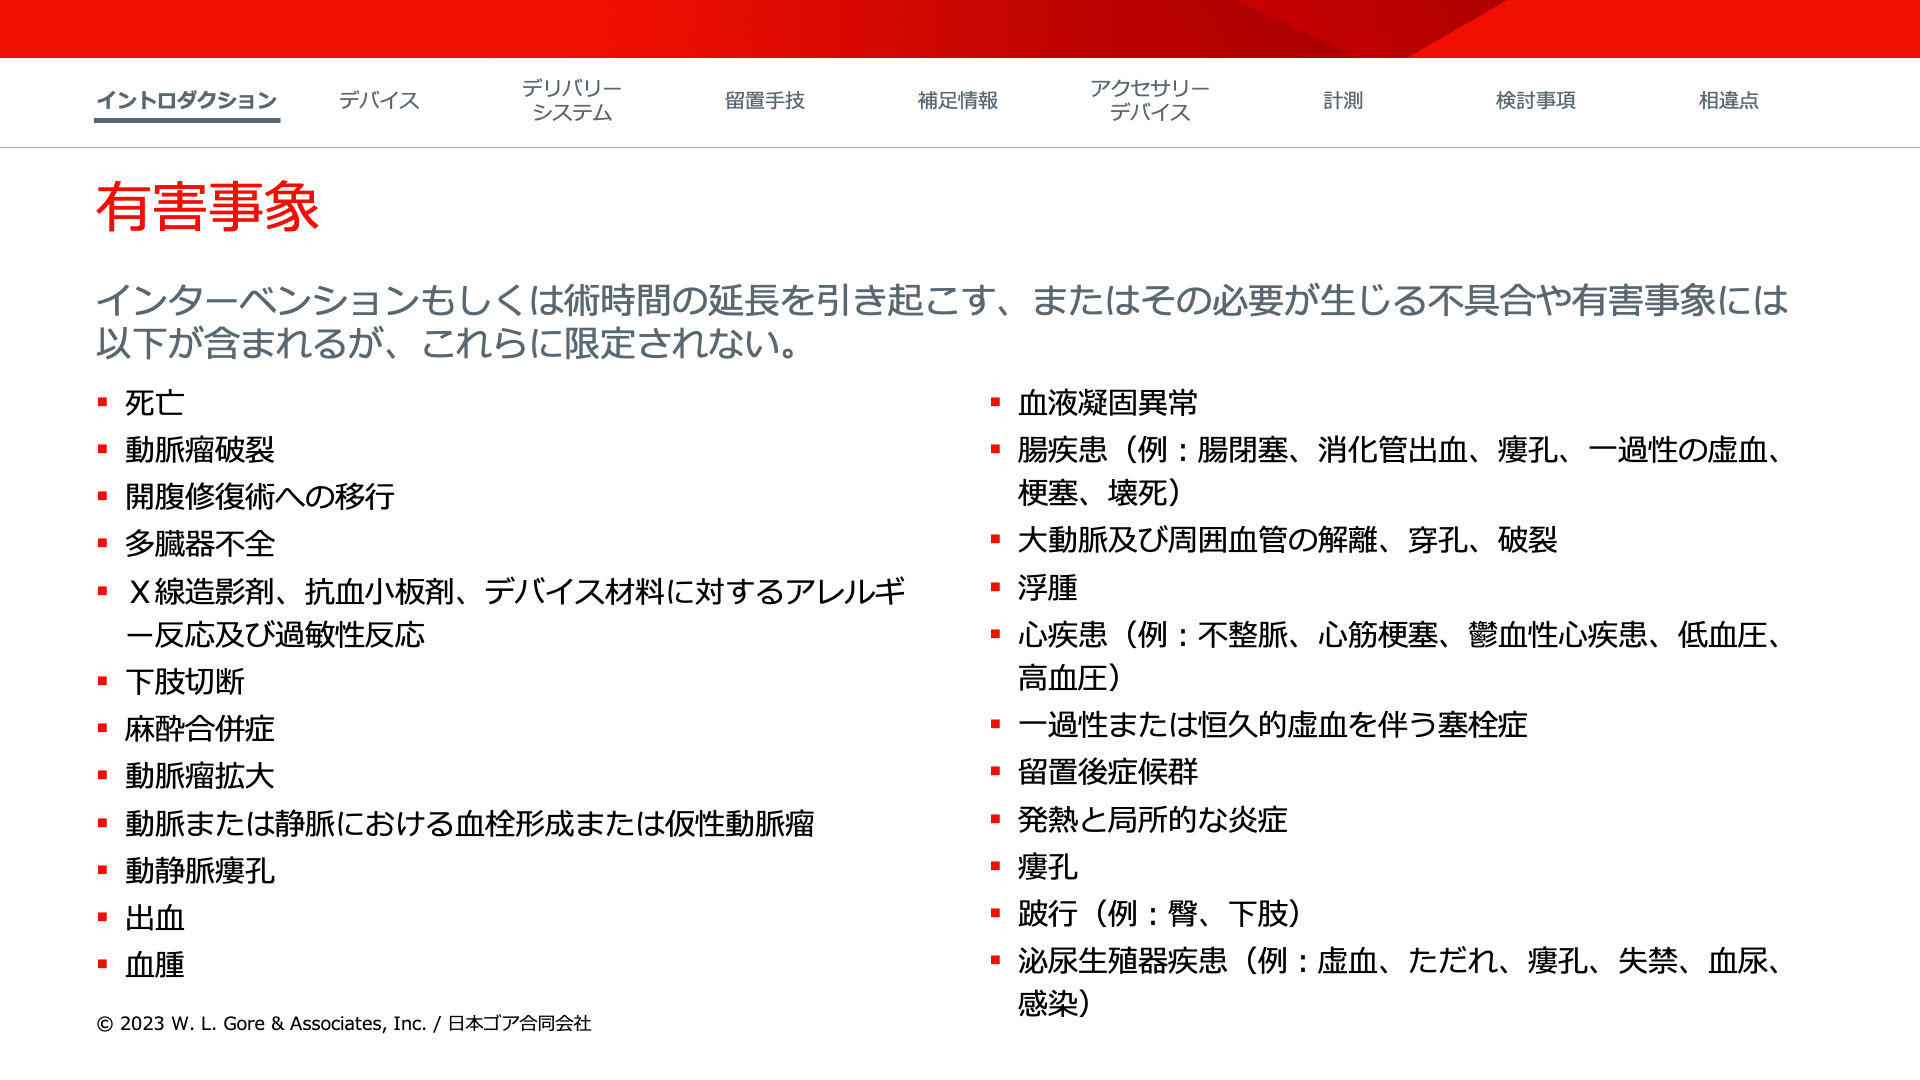 イントロダクション
デバイス
デリバリー
システム
留置手技
補足情報
アクセサリー
デバイス
計測
検討事項
相違点
有害事象
インターベンションもしくは術時間の延長を引き起こす、またはその必要が生じる不具合や有害事象には
以下が含まれるが、これらに限定されない。
▪ 死亡
▪ 動脈瘤破裂
▪ 開腹修復術への移行
▪ 多臓器不全
▪ Ｘ線造影剤、抗血小板剤、デバイス材料に対するアレルギ
ー反応及び過敏性反応
▪ 下肢切断
▪ 麻酔合併症
▪ 動脈瘤拡大
▪ 動脈または静脈における血栓形成または仮性動脈瘤
▪ 動静脈瘻孔
▪ 出血
▪ 血腫
▪ 血液凝固異常
▪ 腸疾患（例：腸閉塞、消化管出血、瘻孔、一過性の虚血、
梗塞、壊死）
▪ 大動脈及び周囲血管の解離、穿孔、破裂
▪ 浮腫
▪ 心疾患（例：不整脈、心筋梗塞、鬱血性心疾患、低血圧、
高血圧）
▪ 一過性または恒久的虚血を伴う塞栓症
▪ 留置後症候群
▪ 発熱と局所的な炎症
▪ 瘻孔
▪ 跛行（例：臀、下肢）
▪ 泌尿生殖器疾患（例：虚血、ただれ、瘻孔、失禁、血尿、
感染）
© 2023 W. L. Gore & Associates, Inc. / 日本ゴア合同会社